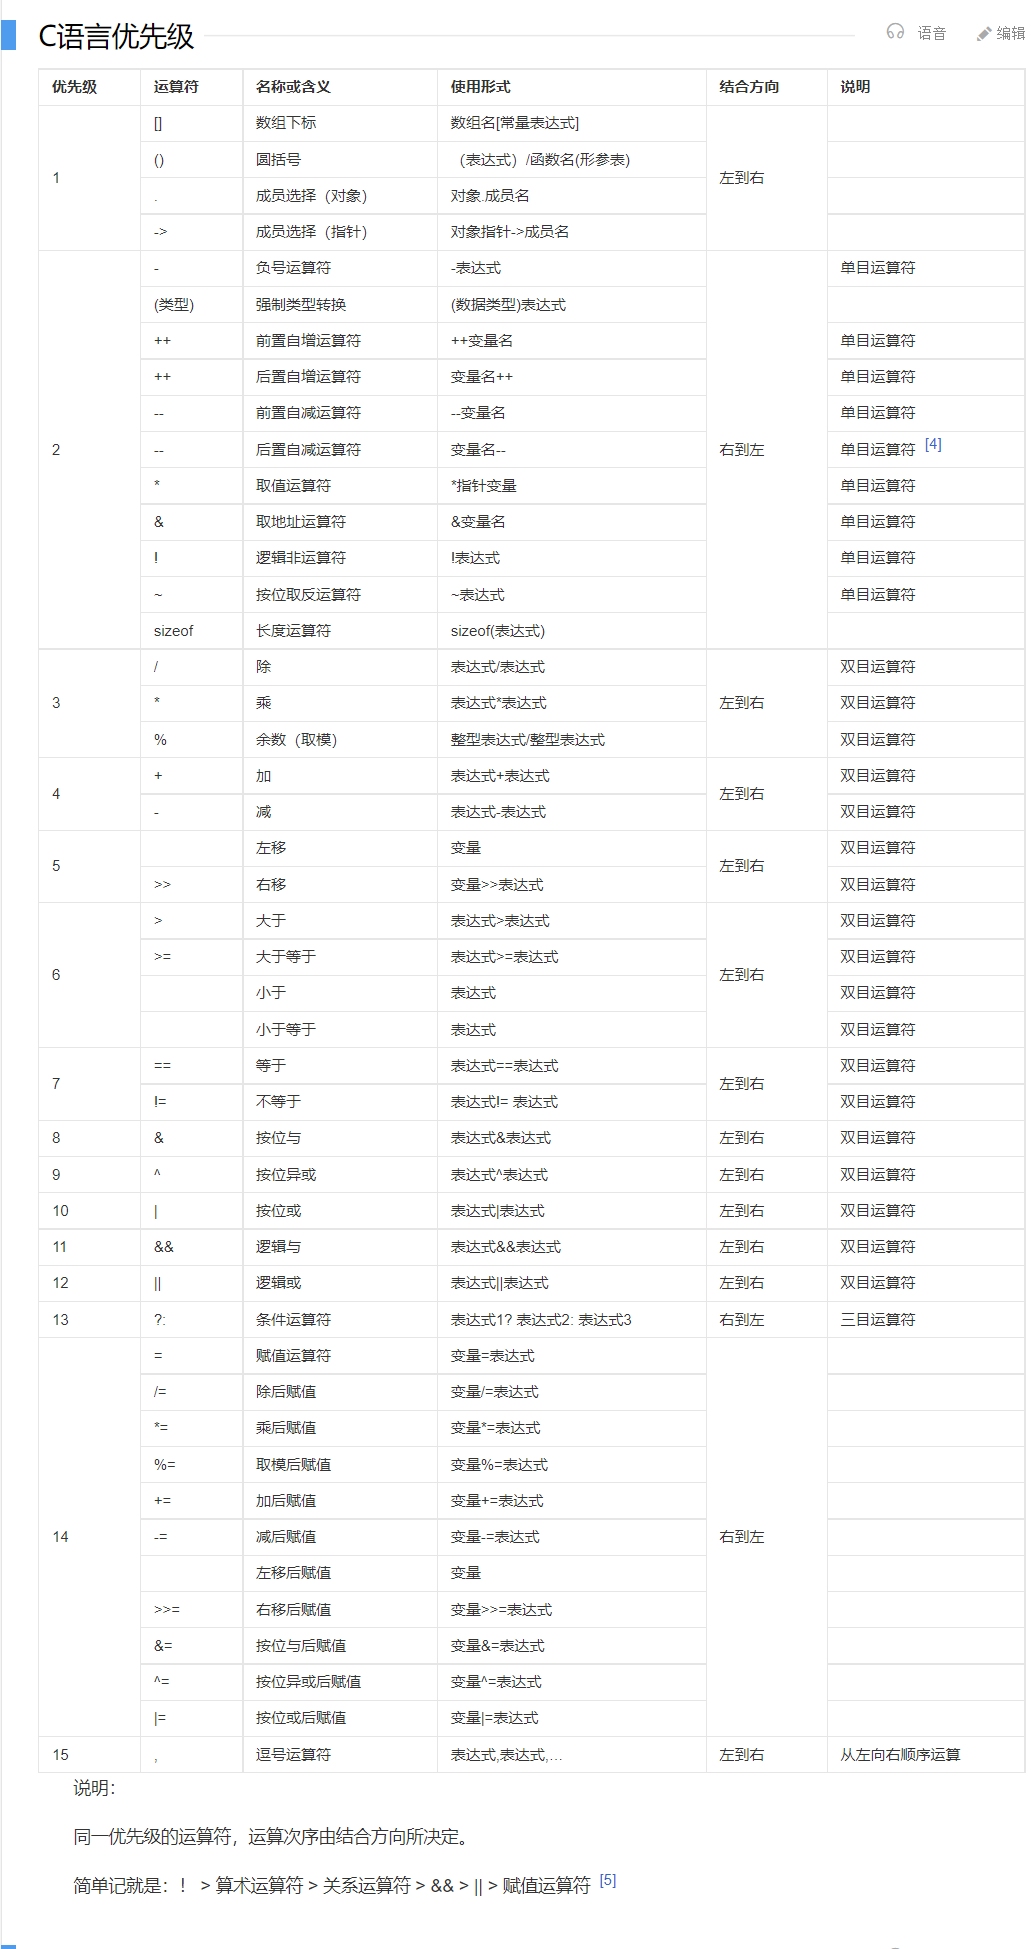 C语言优先级 语音 编辑
优先级 运算符 名称或含义 使用形式 结合方向 说明
1 [] 数组下标 数组名[常量表达式] 左到右
() 圆括号 （表达式）/函数名(形参表)
. 成员选择（对象） 对象.成员名
-> 成员选择（指针） 对象指针->成员名
2 - 负号运算符 -表达式 右到左 单目运算符
(类型) 强制类型转换 (数据类型)表达式
++ 前置自增运算符 ++变量名 单目运算符
++ 后置自增运算符 变量名++ 单目运算符
-- 前置自减运算符 --变量名 单目运算符
-- 后置自减运算符 变量名-- 单目运算符 [4]
* 取值运算符 *指针变量 单目运算符
& 取地址运算符 &变量名 单目运算符
! 逻辑非运算符 !表达式 单目运算符
~ 按位取反运算符 ~表达式 单目运算符
sizeof 长度运算符 sizeof(表达式)
3 / 除 表达式/表达式 左到右 双目运算符
* 乘 表达式*表达式 双目运算符
% 余数（取模） 整型表达式/整型表达式 双目运算符
4 + 加 表达式+表达式 左到右 双目运算符
- 减 表达式-表达式 双目运算符
5 左移 变量 左到右 双目运算符
>> 右移 变量>>表达式 双目运算符
6 > 大于 表达式>表达式 左到右 双目运算符
>= 大于等于 表达式>=表达式 双目运算符
小于 表达式 双目运算符
小于等于 表达式 双目运算符
7 == 等于 表达式==表达式 左到右 双目运算符
!= 不等于 表达式!= 表达式 双目运算符
8 & 按位与 表达式&表达式 左到右 双目运算符
9 ^ 按位异或 表达式^表达式 左到右 双目运算符
10 | 按位或 表达式|表达式 左到右 双目运算符
11 && 逻辑与 表达式&&表达式 左到右 双目运算符
12 || 逻辑或 表达式||表达式 左到右 双目运算符
13 ?: 条件运算符 表达式1? 表达式2: 表达式3 右到左 三目运算符
14 = 赋值运算符 变量=表达式 右到左
/= 除后赋值 变量/=表达式
*= 乘后赋值 变量*=表达式
%= 取模后赋值 变量%=表达式
+= 加后赋值 变量+=表达式
-= 减后赋值 变量-=表达式
左移后赋值 变量
>>= 右移后赋值 变量>>=表达式
&= 按位与后赋值 变量&=表达式
^= 按位异或后赋值 变量^=表达式
|= 按位或后赋值 变量|=表达式
15 , 逗号运算符 表达式,表达式,… 左到右 从左向右顺序运算
说明：
同一优先级的运算符，运算次序由结合方向所决定。
简单记就是：！ > 算术运算符 > 关系运算符 > && > || > 赋值运算符 [5]